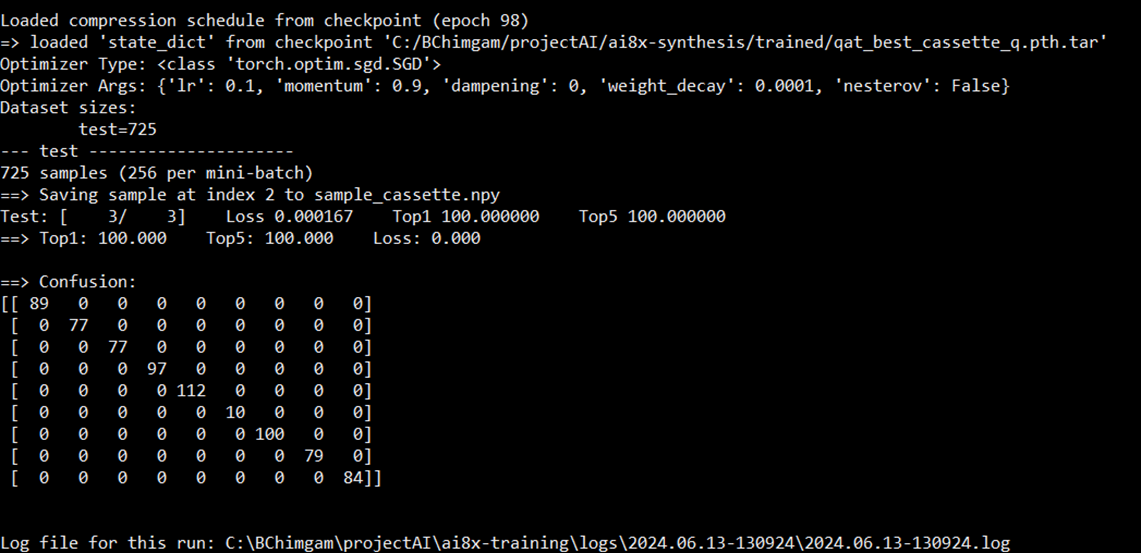 Loaded compression schedule from checkpoint (epoch 98)
=> loaded 'state_dict' from checkpoint 'C:/BChimgam/projectAI/ai8x-synthesis/trained/qat_best_cassette_q.pth.tar'
Optimizer Type: <class 'torch.optim.sgd.SGD'>
Optimizer Args: {'lr': 0.1, 'momentum': 0.9, 'dampening': 0, 'weight_decay': 0.0001, 'nesterov': False}
Dataset sizes:
        test=725
--- test ---------------------
725 samples (256 per mini-batch)
==> Saving sample at index 2 to sample_cassette.npy
Test: [    3/    3]    Loss 0.000167    Top1 100.000000    Top5 100.000000
==> Top1: 100.000    Top5: 100.000    Loss: 0.000
==> Confusion:
[[ 89   0   0   0   0   0   0   0   0]
 [  0  77   0   0   0   0   0   0   0]
 [  0   0  77   0   0   0   0   0   0]
 [  0   0   0  97   0   0   0   0   0]
 [  0   0   0   0 112   0   0   0   0]
 [  0   0   0   0   0  10   0   0   0]
 [  0   0   0   0   0   0 100   0   0]
 [  0   0   0   0   0   0   0  79   0]
 [  0   0   0   0   0   0   0   0  84]]
Log file for this run: C:\BChimgam\projectAI\ai8x-training\logs\2024.06.13-130924\2024.06.13-130924.log